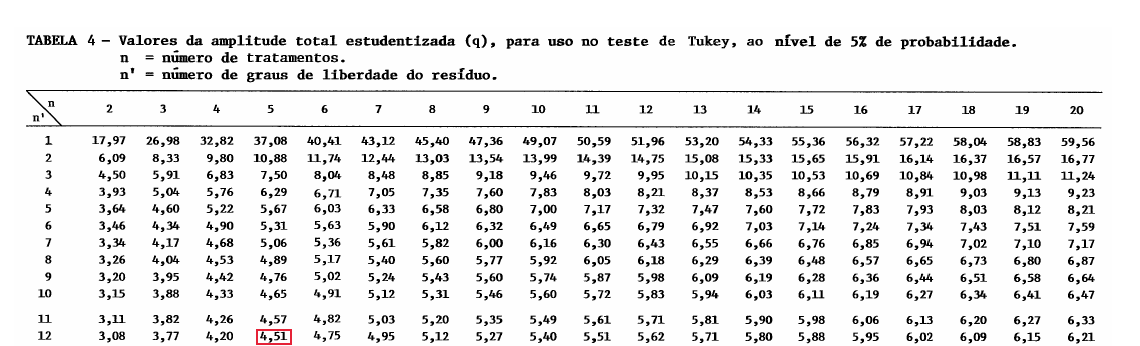 TABELA 4 — Valores da amplitude total estudentizada (q), para uso no teste de Tukey, ao nível de 5% de probabilidade.
n = número de tratamentos.
n' = número de graus de liberdade do resíduo.
n
n' 2 3 4 5 6 7 8 9 10 11 12 13 14 15 16 17 18 19 20
1 17,97 26,98 32,82 37,08 40,41 43,12 45,40 47,36 49,07 50,59 51,96 53,20 54,33 55,36 56,32 57,22 58,04 58,83 59,56
2 6,09 8,33 9,80 10,88 11,74 12,44 13,03 13,54 13,99 14,39 14,75 15,08 15,33 15,65 15,91 16,14 16,37 16,57 16,77
3 4,50 5,91 6,83 7,50 8,04 8,48 8,85 9,18 9,46 9,72 9,95 10,15 10,35 10,53 10,69 10,84 10,98 11,11 11,24
4 3,93 5,04 5,76 6,29 6,71 7,05 7,35 7,60 7,83 8,03 8,21 8,37 8,53 8,66 8,79 8,91 9,03 9,13 9,23
5 3,64 4,60 5,22 5,67 6,03 6,33 6,58 6,80 7,00 7,17 7,32 7,47 7,60 7,72 7,83 7,93 8,03 8,12 8,21
6 3,46 4,34 4,90 5,31 5,63 5,90 6,12 6,32 6,49 6,65 6,79 6,92 7,03 7,14 7,24 7,34 7,43 7,51 7,59
7 3,34 4,17 4,68 5,06 5,36 5,61 5,82 6,00 6,16 6,30 6,43 6,55 6,66 6,76 6,85 6,94 7,02 7,10 7,17
8 3,26 4,04 4,53 4,89 5,17 5,40 5,60 5,77 5,92 6,05 6,18 6,29 6,39 6,48 6,57 6,65 6,73 6,80 6,87
9 3,20 3,95 4,42 4,76 5,02 5,24 5,43 5,60 5,74 5,87 5,98 6,09 6,19 6,28 6,36 6,44 6,51 6,58 6,64
10 3,15 3,88 4,33 4,65 4,91 5,12 5,31 5,46 5,60 5,72 5,83 5,94 6,03 6,11 6,19 6,27 6,34 6,41 6,47
11 3,11 3,82 4,26 4,57 4,82 5,03 5,20 5,35 5,49 5,61 5,71 5,81 5,90 5,98 6,06 6,13 6,20 6,27 6,33
12 3,08 3,77 4,20 4,51 4,75 4,95 5,12 5,27 5,40 5,51 5,62 5,71 5,80 5,88 5,95 6,02 6,09 6,15 6,21